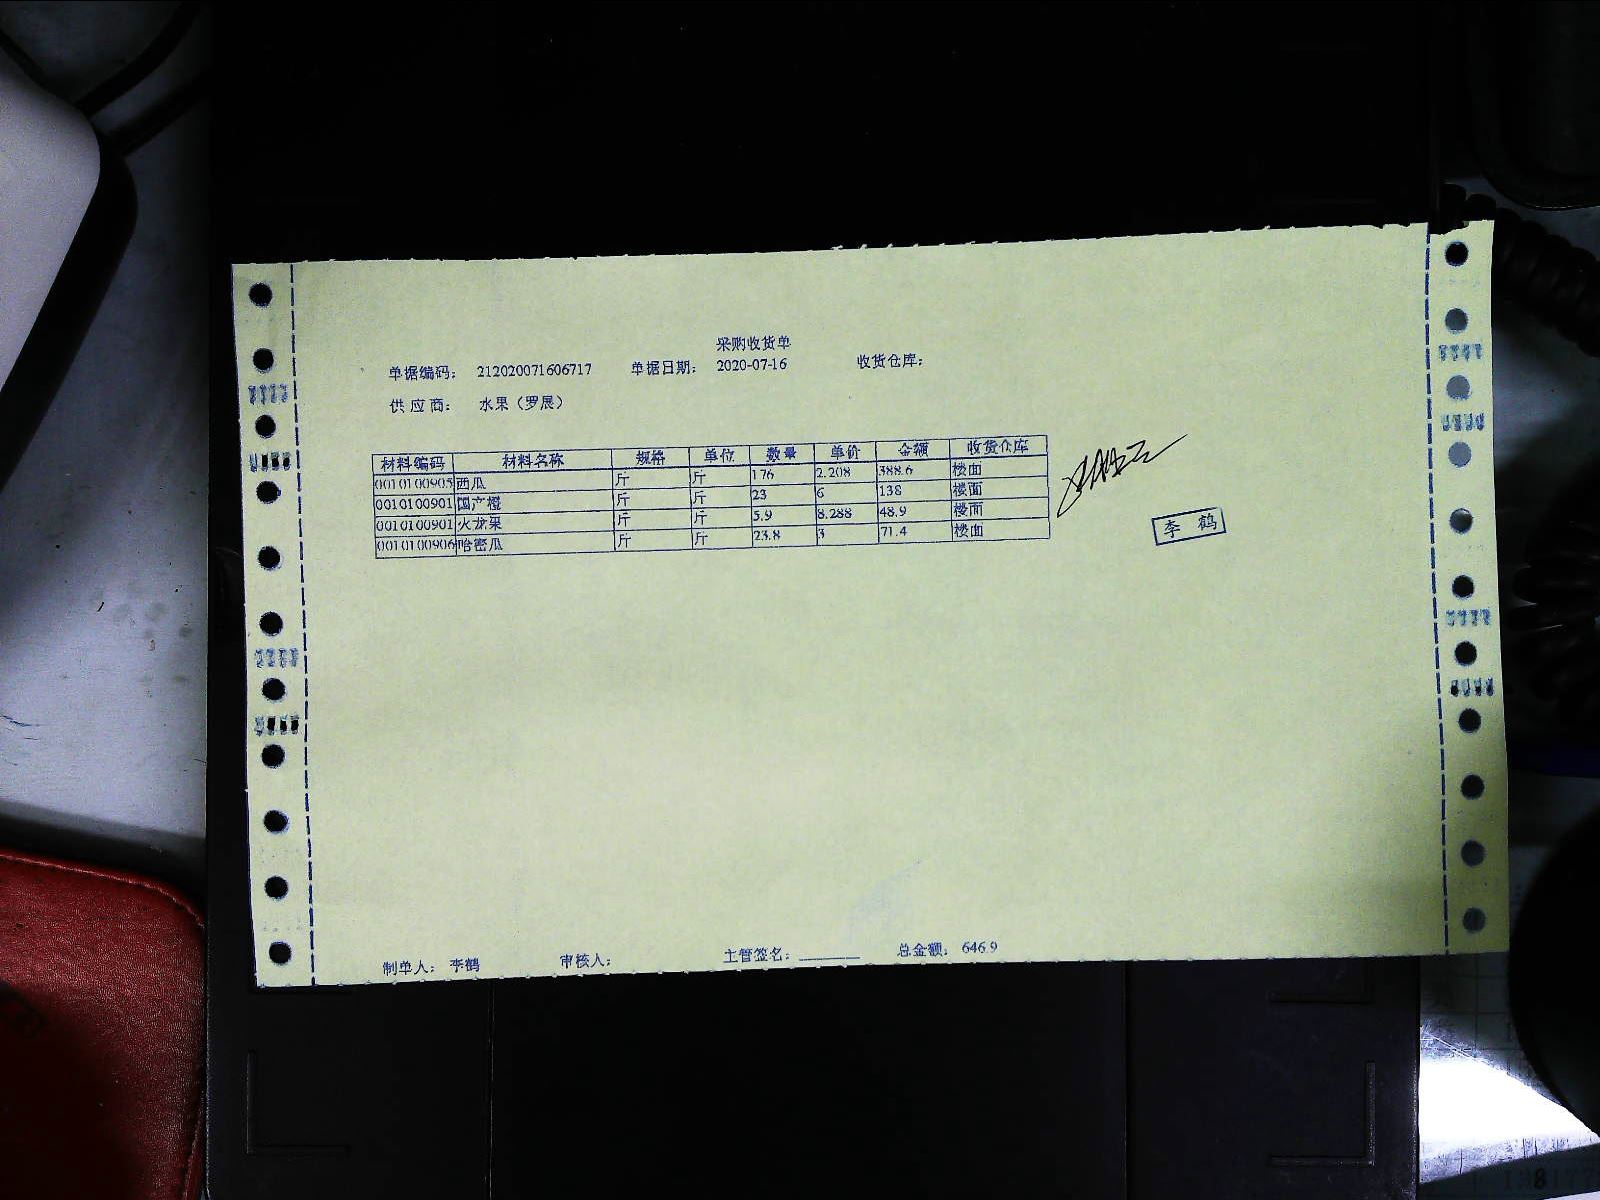 采购收货单
单据编码： 212020071606717 单据日期： 2020-07-16 收货仓库：
供应商： 水果（罗展）
材料编码 材料名称 规格 单位 数量 单价 金额 收货仓库
0010100905 西瓜 斤 斤 176 2.208 388.6 楼面
0010100901 国产橙 斤 斤 23 6 138 楼面
0010100901 火龙果 斤 斤 5.9 8.288 48.9 楼面
0010100906 哈密瓜 斤 斤 23.8 3 71.4 楼面
李鹤
制单人： 李鹤 审核人： 主管签名：______ 总金额： 646.9